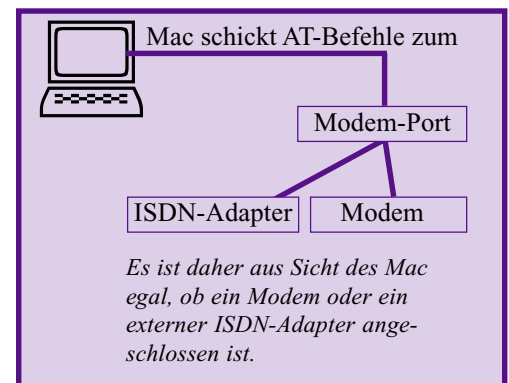 Mac schickt AT-Befehle zum
Modem-Port
ISDN-Adapter
Modem
Es ist daher aus Sicht des Mac
egal, ob ein Modem oder ein
externer ISDN-Adapter ange-
schlossen ist.